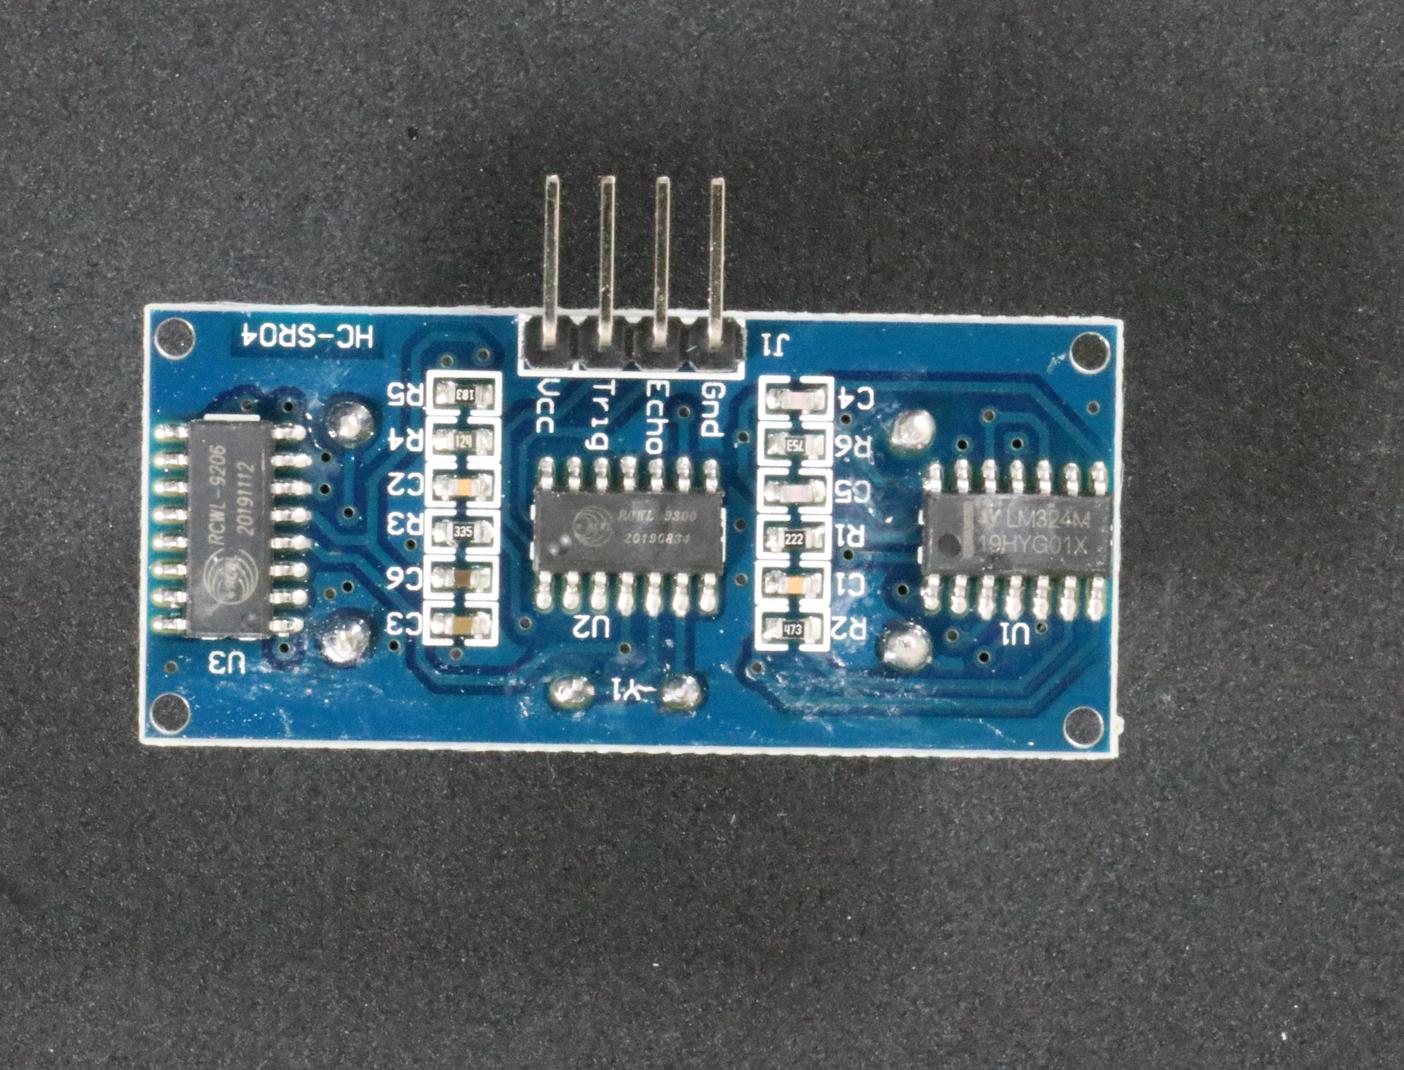 HC-SR04
J1
Vcc
Trig
Echo
Gnd
R5
183
R4
124
C2
R3
335
C6
C3
C4
R6
753
C5
R1
222
C1
R2
473
RCWL-9206
20191112
U3
RCWL-9300
20190834
U2
LM324M
19HYG01X
U1
Y1